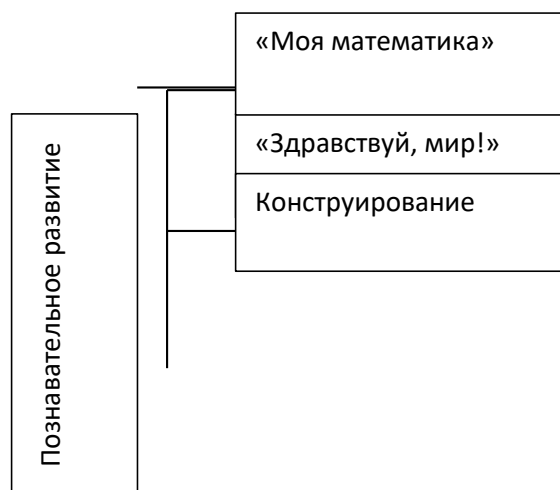 «Моя математика»
«Здравствуй, мир!»
Конструирование
Познавательное развитие